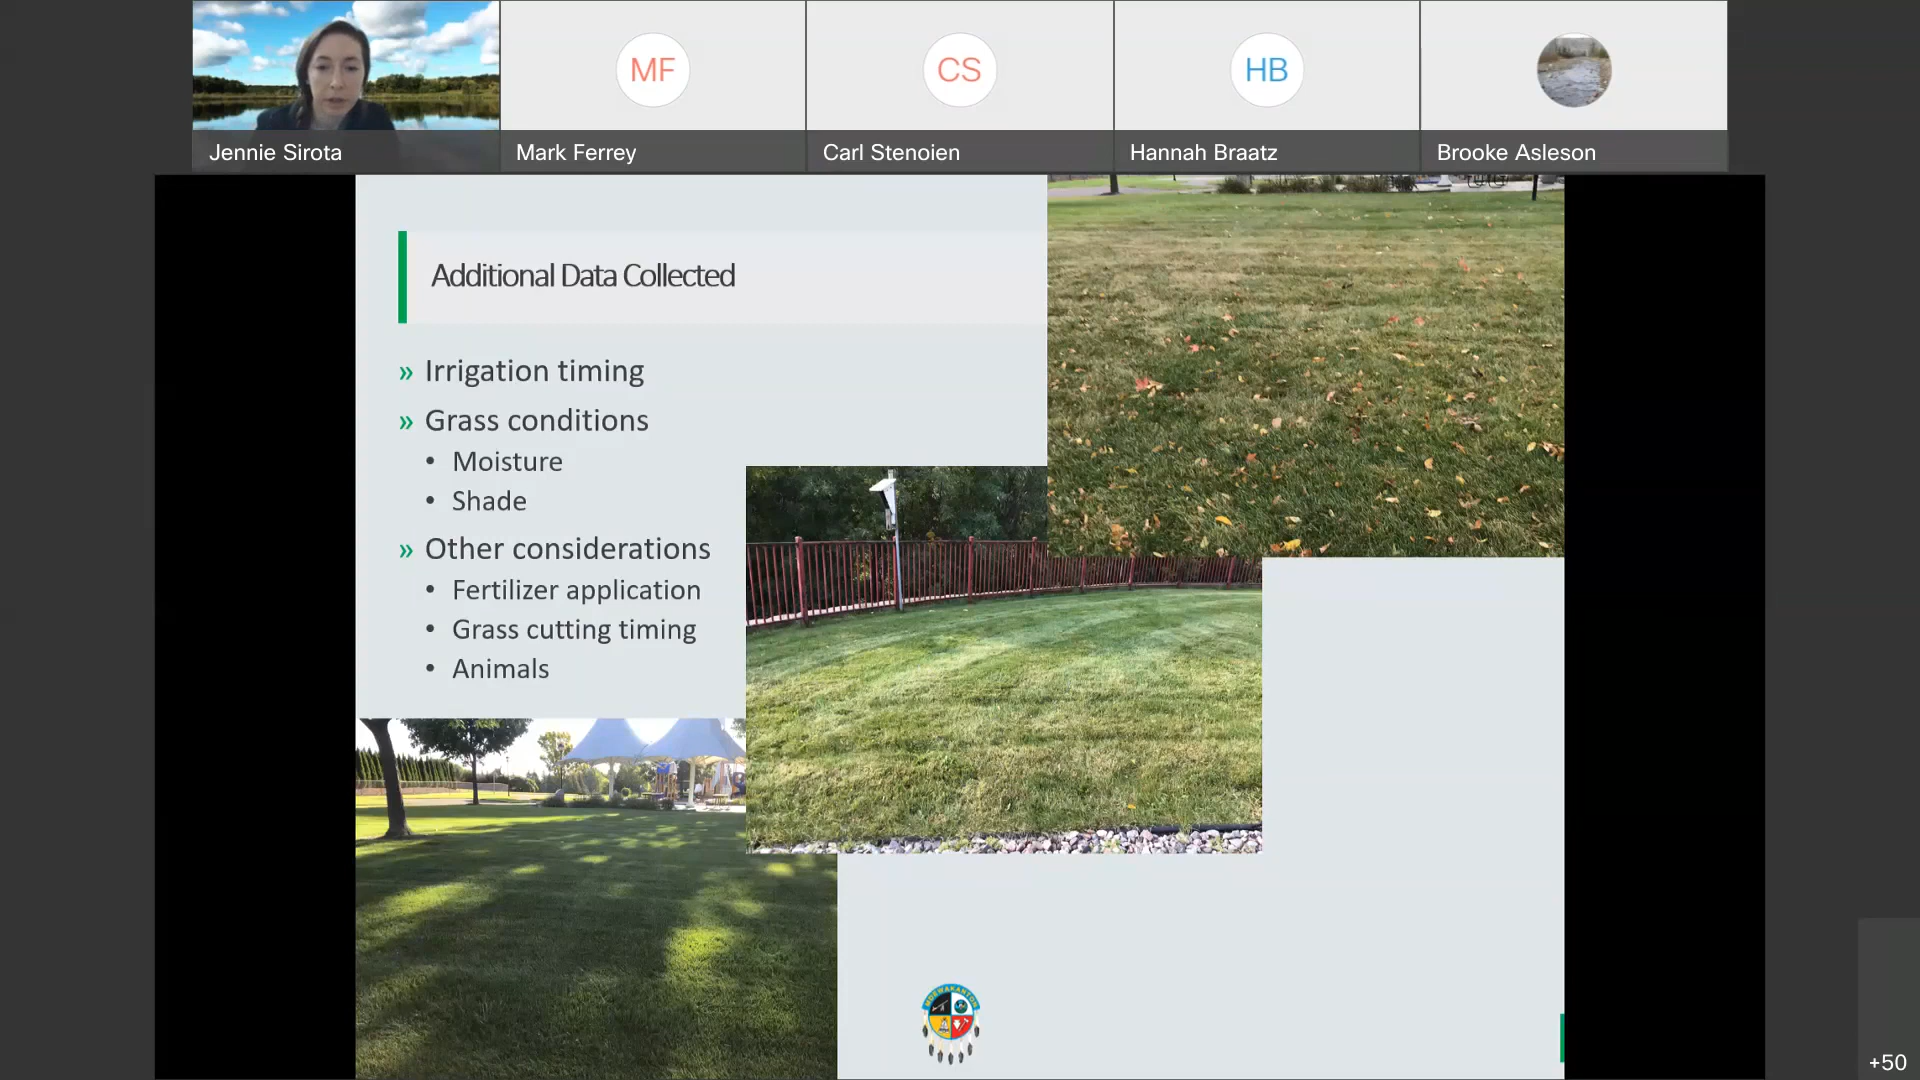 MF
CS
HB
Jennie Sirota
Mark Ferrey
Carl Stenoien
Hannah Braatz
Brooke Asleson
Additional Data Collected
» Irrigation timing
» Grass conditions
• Moisture
• Shade
» Other considerations
• Fertilizer application
• Grass cutting timing
• Animals
MDEWAKANTON
+50